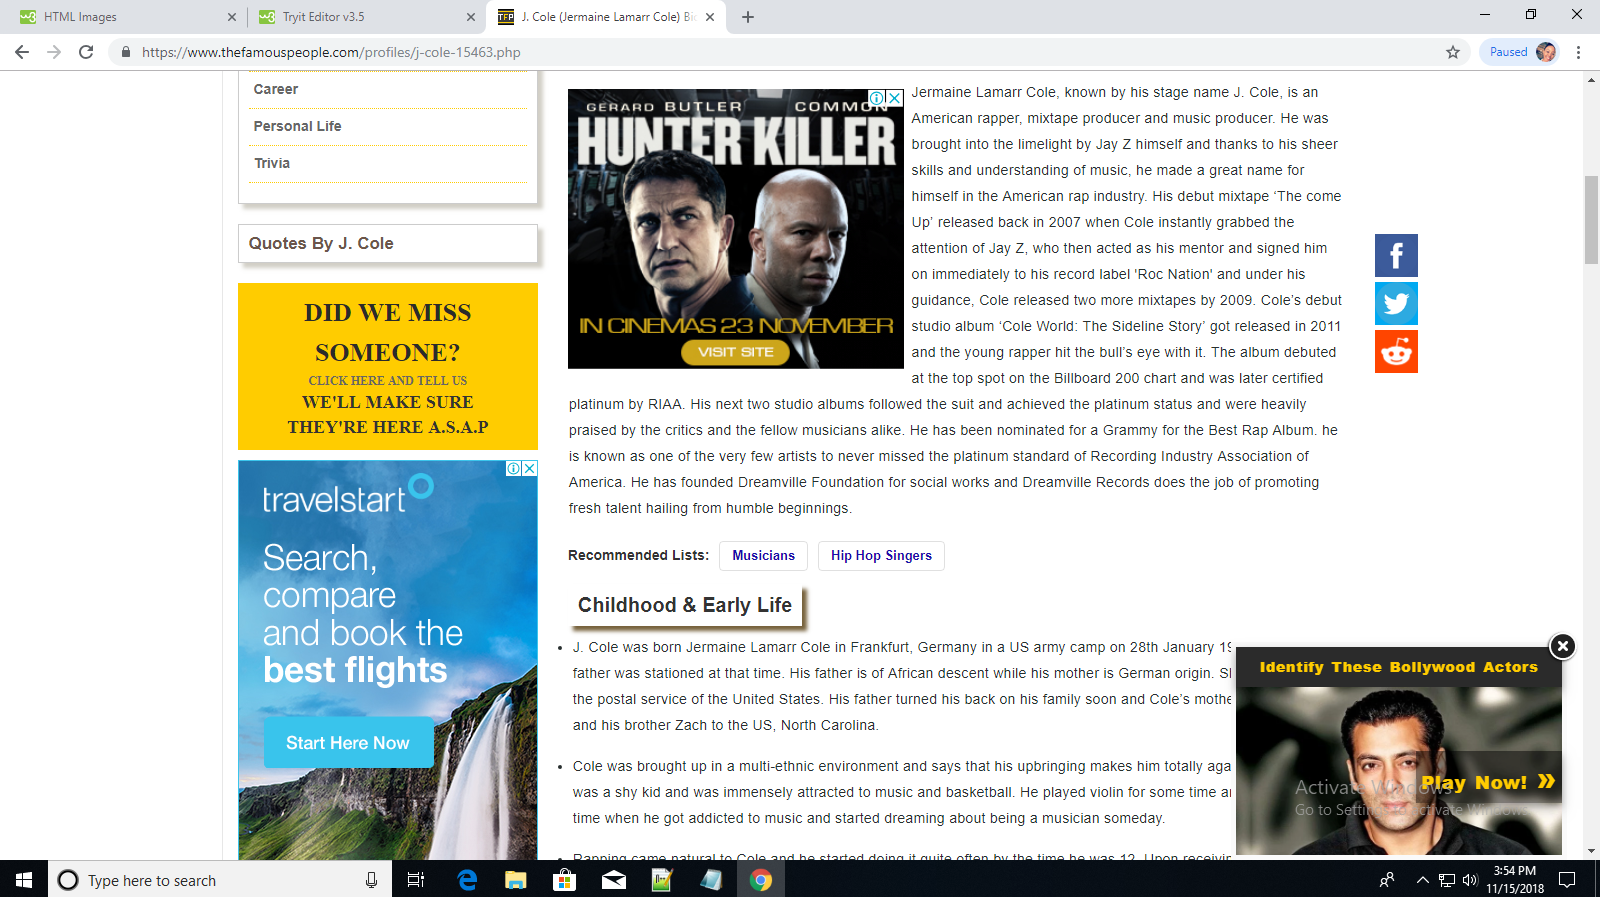 HTML Images
Tryit Editor v3.5
J. Cole (Jermaine Lamarr Cole) Bio
https://www.thefamouspeople.com/profiles/j-cole-15463.php
Paused
Career
Personal Life
Trivia
Quotes By J. Cole
DID WE MISS
SOMEONE?
CLICK HERE AND TELL US
WE'LL MAKE SURE
THEY'RE HERE A.S.A.P
travelstart
Search,
compare
and book the
best flights
Start Here Now
GERARD BUTLER COMMON
HUNTER KILLER
IN CINEMAS 23 NOVEMBER
VISIT SITE
Jermaine Lamarr Cole, known by his stage name J. Cole, is an
American rapper, mixtape producer and music producer. He was
brought into the limelight by Jay Z himself and thanks to his sheer
skills and understanding of music, he made a great name for
himself in the American rap industry. His debut mixtape ‘The come
Up’ released back in 2007 when Cole instantly grabbed the
attention of Jay Z, who then acted as his mentor and signed him
on immediately to his record label 'Roc Nation' and under his
guidance, Cole released two more mixtapes by 2009. Cole’s debut
studio album ‘Cole World: The Sideline Story’ got released in 2011
and the young rapper hit the bull’s eye with it. The album debuted
at the top spot on the Billboard 200 chart and was later certified
platinum by RIAA. His next two studio albums followed the suit and achieved the platinum status and were heavily
praised by the critics and the fellow musicians alike. He has been nominated for a Grammy for the Best Rap Album. he
is known as one of the very few artists to never missed the platinum standard of Recording Industry Association of
America. He has founded Dreamville Foundation for social works and Dreamville Records does the job of promoting
fresh talent hailing from humble beginnings.
Recommended Lists: Musicians Hip Hop Singers
Childhood & Early Life
• J. Cole was born Jermaine Lamarr Cole in Frankfurt, Germany in a US army camp on 28th January 19
father was stationed at that time. His father is of African descent while his mother is German origin. S
the postal service of the United States. His father turned his back on his family soon and Cole’s mothe
and his brother Zach to the US, North Carolina.
• Cole was brought up in a multi-ethnic environment and says that his upbringing makes him totally aga
was a shy kid and was immensely attracted to music and basketball. He played violin for some time a
time when he got addicted to music and started dreaming about being a musician someday.
• Rapping came natural to Cole and he started doing it quite often by the time he was 12. Upon receivin
Identify These Bollywood Actors
Play Now! »
Activate Windows
Go to Settings to activate Windows.
Type here to search
3:54 PM
11/15/2018